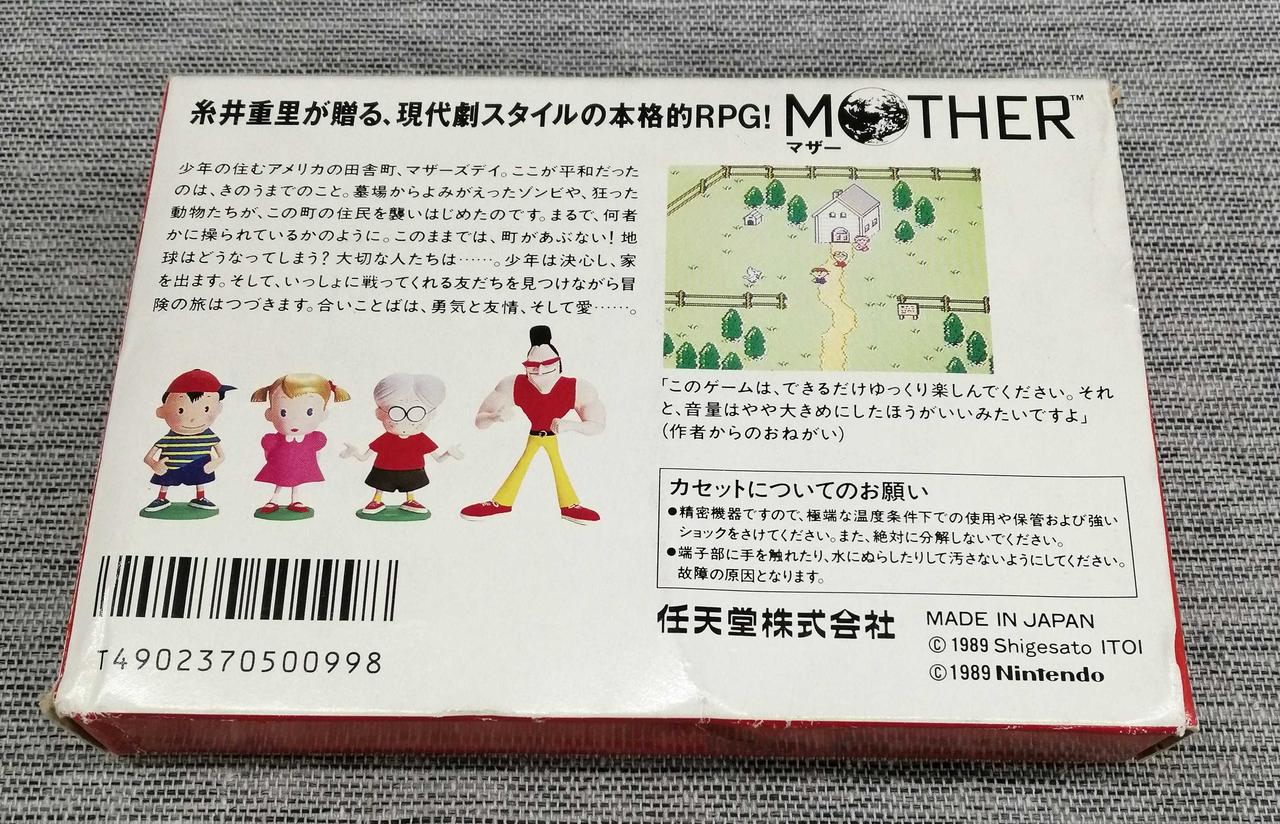 糸井重里が贈る、現代劇スタイルの本格的RPG!
MOTHER™
マザー
少年の住むアメリカの田舎町、マザーズデイ。ここが平和だった
のは、きのうまでのこと。墓場からよみがえったゾンビや、狂った
動物たちが、この町の住民を襲いはじめたのです。まるで、何者
かに操られているかのように。このままでは、町があぶない!地
球はどうなってしまう?大切な人たちは……。少年は決心し、家
を出ます。そして、いっしょに戦ってくれる友だちを見つけながら冒
険の旅はつづきます。合いことばは、勇気と友情、そして愛……。
「このゲームは、できるだけゆっくり楽しんでください。それ
と、音量はやや大きめにしたほうがいいみたいですよ」
(作者からのおねがい)
カセットについてのお願い
●精密機器ですので、極端な温度条件下での使用や保管および強い
ショックをさけてください。また、絶対に分解しないでください。
●端子部に手を触れたり、水にぬらしたりして汚さないようにしてください。
故障の原因となります。
T4902370500998
任天堂株式会社
MADE IN JAPAN
© 1989 Shigesato ITOI
© 1989 Nintendo